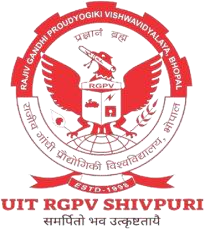 RAJIV GANDHI PROUDYOGIKI VISHWAVIDYALAYA, BHOPAL
प्रज्ञानं ब्रह्म
RGPV
राजीव गांधी प्रौद्योगिकी विश्वविद्यालय, भोपाल
ESTD-1998
UIT RGPV SHIVPURI
समर्पितो भव उत्कृष्टतायै